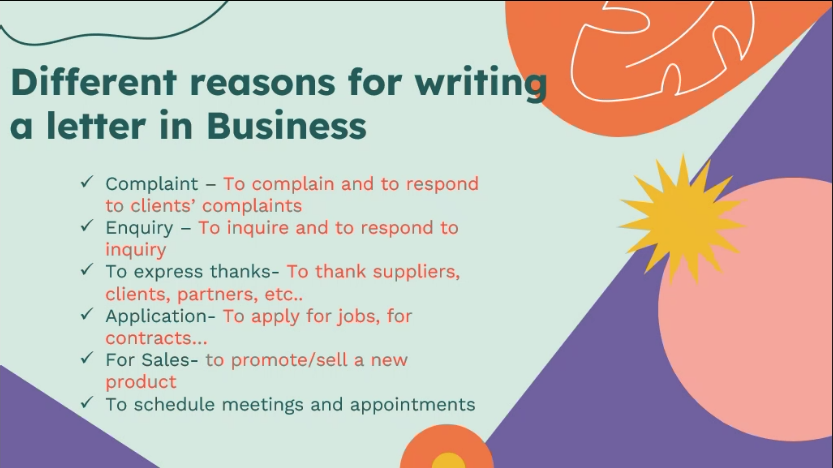 Different reasons for writing
a letter in Business
✓ Complaint – To complain and to respond
to clients’ complaints
✓ Enquiry – To inquire and to respond to
inquiry
✓ To express thanks- To thank suppliers,
clients, partners, etc..
✓ Application- To apply for jobs, for
contracts...
✓ For Sales- to promote/sell a new
product
✓ To schedule meetings and appointments